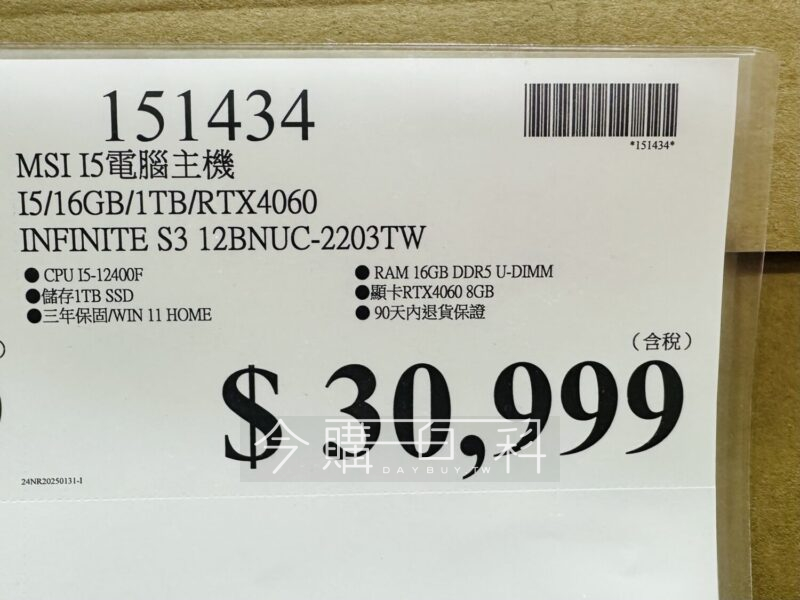 151434
*151434*
MSI I5電腦主機
I5/16GB/1TB/RTX4060
INFINITE S3 12BNUC-2203TW
● CPU I5-12400F
● RAM 16GB DDR5 U-DIMM
●儲存1TB SSD
●顯卡RTX4060 8GB
●三年保固/WIN 11 HOME
● 90天內退貨保證
（含稅）
$ 30,999
今購百科
DAYBUY.TW
24NR20250131-1